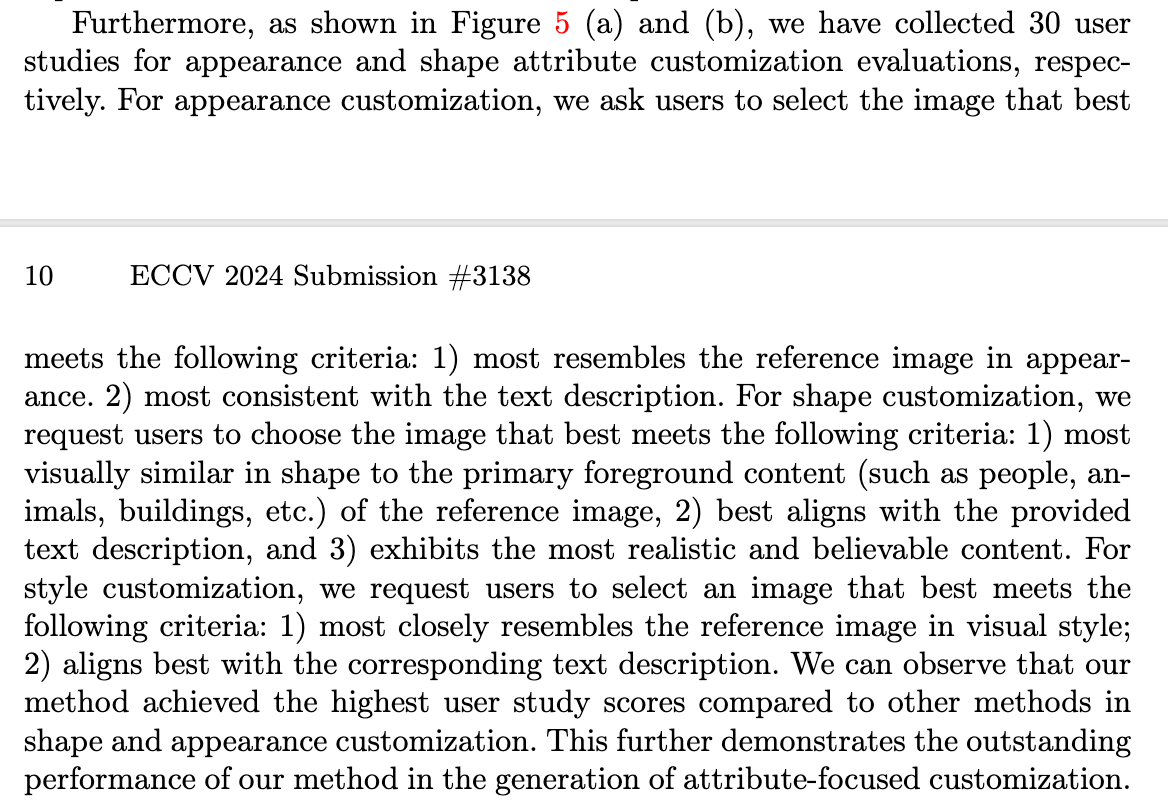 Furthermore, as shown in Figure 5 (a) and (b), we have collected 30 user
studies for appearance and shape attribute customization evaluations, respec-
tively. For appearance customization, we ask users to select the image that best
10 ECCV 2024 Submission #3138
meets the following criteria: 1) most resembles the reference image in appear-
ance. 2) most consistent with the text description. For shape customization, we
request users to choose the image that best meets the following criteria: 1) most
visually similar in shape to the primary foreground content (such as people, an-
imals, buildings, etc.) of the reference image, 2) best aligns with the provided
text description, and 3) exhibits the most realistic and believable content. For
style customization, we request users to select an image that best meets the
following criteria: 1) most closely resembles the reference image in visual style;
2) aligns best with the corresponding text description. We can observe that our
method achieved the highest user study scores compared to other methods in
shape and appearance customization. This further demonstrates the outstanding
performance of our method in the generation of attribute-focused customization.